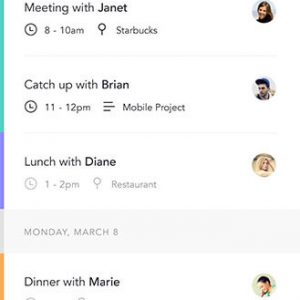 Meeting with Janet
8 - 10am Starbucks
Catch up with Brian
11 - 12pm Mobile Project
Lunch with Diane
1 - 2pm Restaurant
MONDAY, MARCH 8
Dinner with Marie